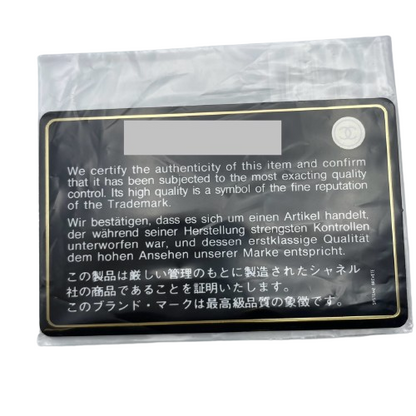 We certify the authenticity of this item and confirm
that it has been subjected to the most exacting quality
control. Its high quality is a symbol of the fine reputation
of the Trademark.
Wir bestätigen, dass es sich um einen Artikel handelt,
der während seiner Herstellung strengsten Kontrollen
unterworfen war, und dessen erstklassige Qualität
dem hohen Ansehen unserer Marke entspricht.
この製品は厳しい管理のもとに製造されたシャネル
社の商品であることを証明いたします。
このブランド・マークは最高級品質の象徴です。